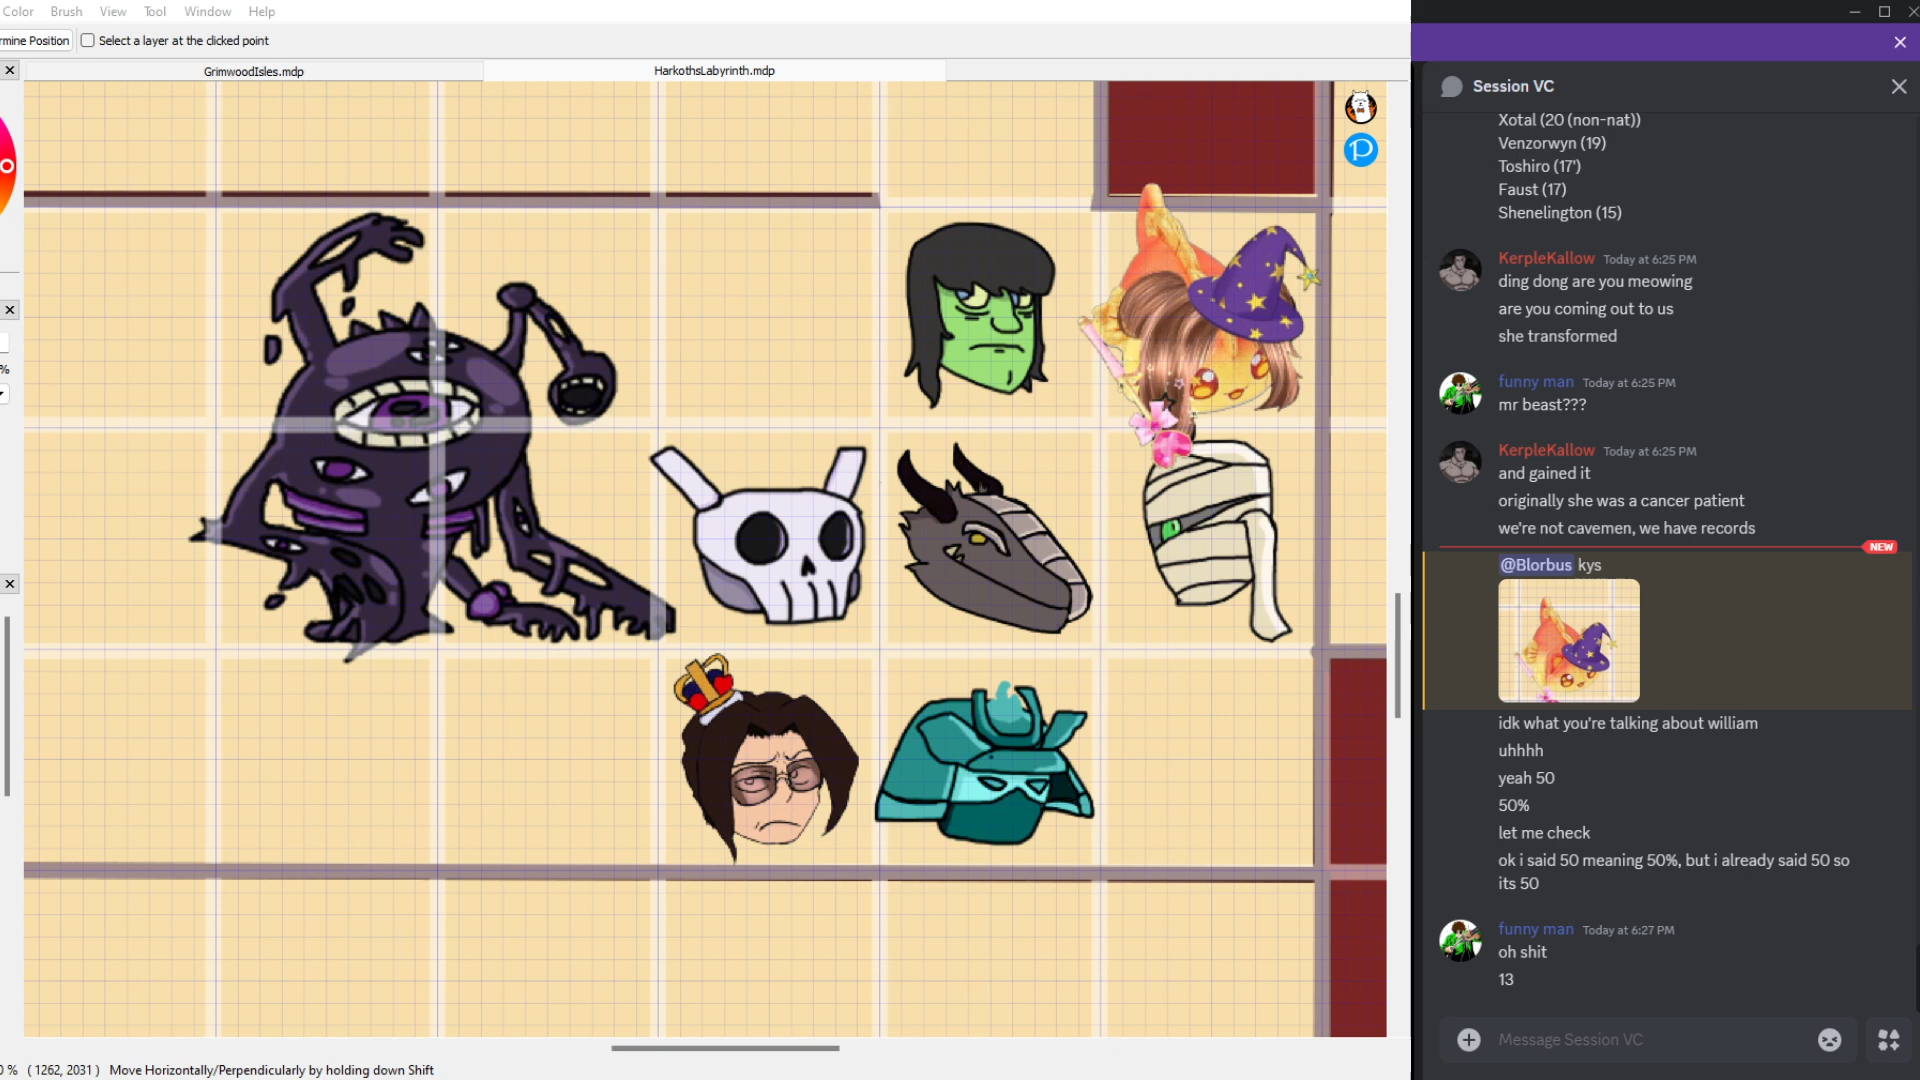 Color Brush View Tool Window Help
rmine Position Select a layer at the clicked point
GrimwoodIsles.mdp HarkothsLabyrinth.mdp
%
0 % ( 1262, 2031 ) Move Horizontally/Perpendicularly by holding down Shift
Session VC
Xotal (20 (non-nat))
Venzorwyn (19)
Toshiro (17')
Faust (17)
Shenelington (15)
KerpleKallow Today at 6:25 PM
ding dong are you meowing
are you coming out to us
she transformed
funny man Today at 6:25 PM
mr beast???
KerpleKallow Today at 6:25 PM
and gained it
originally she was a cancer patient
we're not cavemen, we have records
NEW
@Blorbus kys
idk what you're talking about william
uhhhh
yeah 50
50%
let me check
ok i said 50 meaning 50%, but i already said 50 so
its 50
funny man Today at 6:27 PM
oh shit
13
Message Session VC